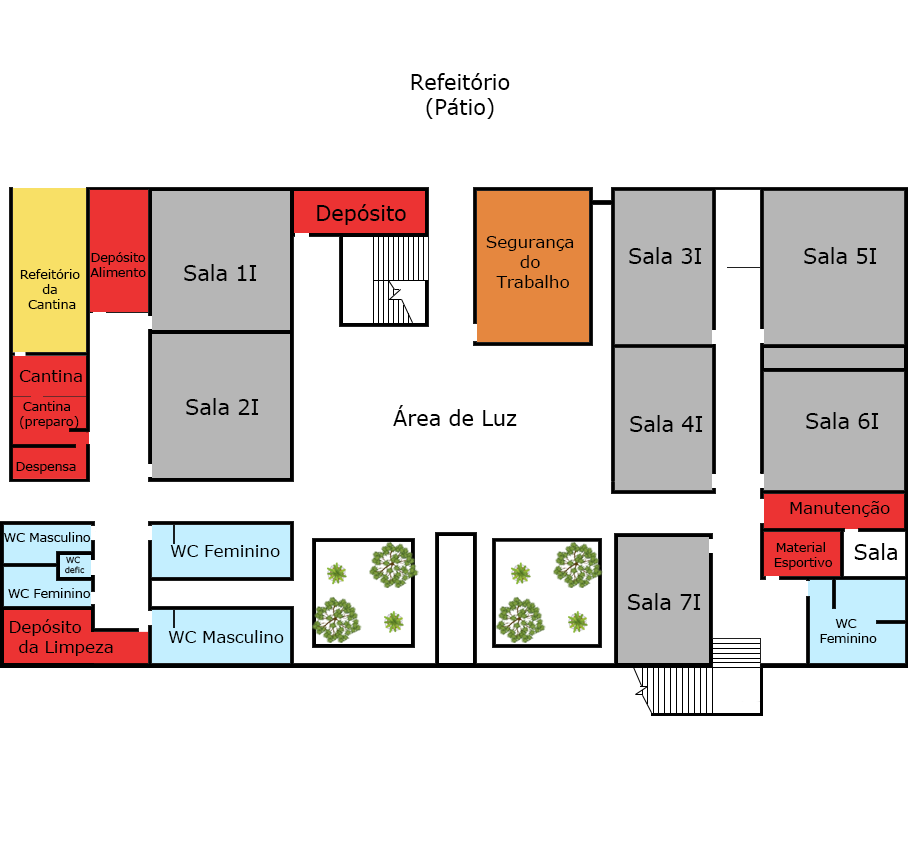 Refeitório
(Pátio)
Refeitório
da
Cantina
Depósito
Alimento
Sala 1I
Depósito
Segurança
do
Trabalho
Sala 3I
Sala 5I
Cantina
Cantina
(preparo)
Despensa
Sala 2I
Área de Luz
Sala 4I
Sala 6I
Manutenção
WC Masculino
WC
defic
WC Feminino
WC Feminino
Depósito
da Limpeza
WC Masculino
Sala 7I
Material
Esportivo
Sala
WC
Feminino